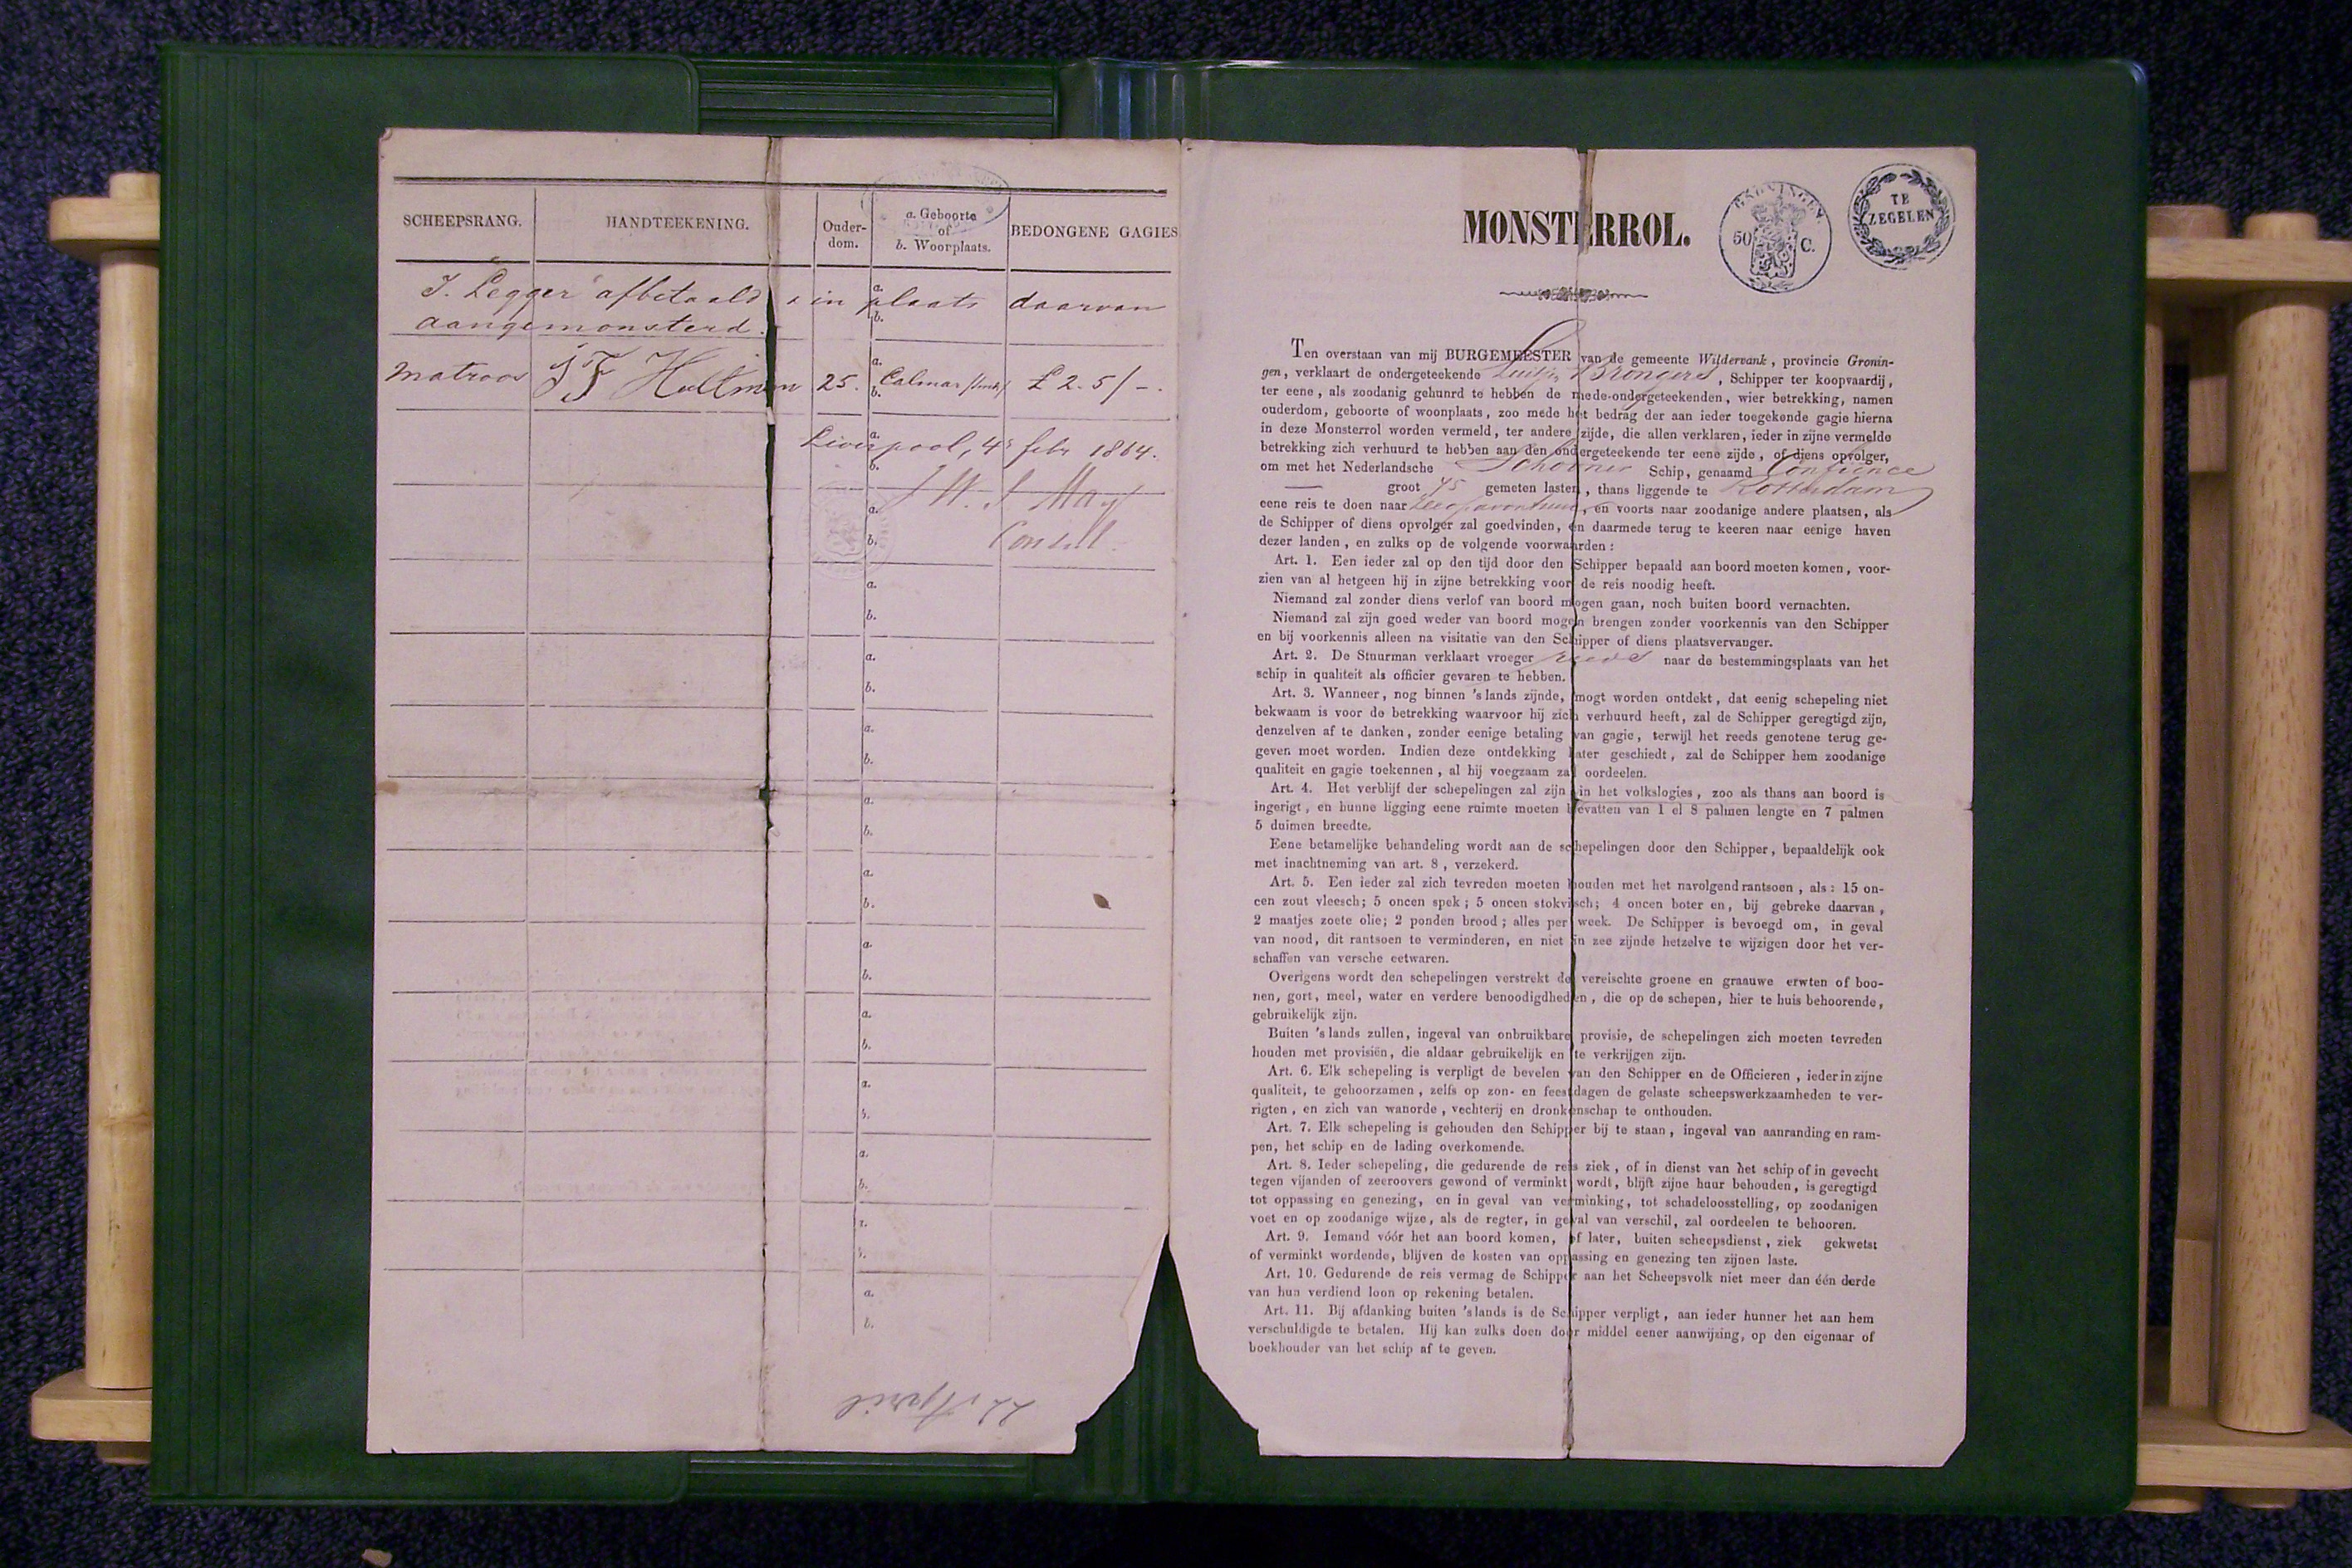 SCHEEPSRANG. HANDTEEKENING. Ouder-dom. a. Geboorte of b. Woorplaats. BEDONGENE GAGIES
J. Legger afbetaald & in plaats daarvan
aangemonsterd.
Matroos J F Hallman 25. Calmar £ 2. 5/-.
Liverpool, 4 febr 1864.
May
Consul.
22 April
MONSTERROL.
GRONINGEN. 50 C.
TE ZEGELEN
Ten overstaan van mij BURGEMEESTER van de gemeente Wildervank, provincie Gronin-
gen, verklaart de ondergeteekende Luitje Brongers, Schipper ter koopvaardij,
ter eene, als zoodanig gehuurd te hebben de mede-ondergeteekenden, wier betrekking, namen
ouderdom, geboorte of woonplaats, zoo mede het bedrag der aan ieder toegekende gagie hierna
in deze Monsterrol worden vermeld, ter andere zijde, die allen verklaren, ieder in zijne vermelde
betrekking zich verhuurd te hebben aan den ondergeteekende ter eene zijde, of diens opvolger,
om met het Nederlandsche Schooner Schip, genaamd Confience
groot 45 gemeten lasten, thans liggende te Rotterdam
eene reis te doen naar Liverpool, en voorts naar zoodanige andere plaatsen, als
de Schipper of diens opvolger zal goedvinden, en daarmede terug te keeren naar eenige haven
dezer landen, en zulks op de volgende voorwaarden:
Art. 1. Een ieder zal op den tijd door den Schipper bepaald aan boord moeten komen, voor-
zien van al hetgeen hij in zijne betrekking voor de reis noodig heeft.
Niemand zal zonder diens verlof van boord mogen gaan, noch buiten boord vernachten.
Niemand zal zijn goed weder van boord mogen brengen zonder voorkennis van den Schipper
en bij voorkennis alleen na visitatie van den Schipper of diens plaatsvervanger.
Art. 2. De Stuurman verklaart vroeger reeds naar de bestemmingsplaats van het
schip in qualiteit als officier gevaren te hebben.
Art. 3. Wanneer, nog binnen 's lands zijnde, mogt worden ontdekt, dat eenig schepeling niet
bekwaam is voor de betrekking waarvoor hij zich verhuurd heeft, zal de Schipper geregtigd zijn,
denzelven af te danken, zonder eenige betaling van gagie, terwijl het reeds genotene terug ge-
geven moet worden. Indien deze ontdekking later geschiedt, zal de Schipper hem zoodanige
qualiteit en gagie toekennen, al hij voegzaam zal oordeelen.
Art. 4. Het verblijf der schepelingen zal zijn in het volkslogies, zoo als thans aan boord is
ingerigt, en hunne ligging eene ruimte moeten bevatten van 1 el 8 palmen lengte en 7 palmen
5 duimen breedte.
Eene betamelijke behandeling wordt aan de schepelingen door den Schipper, bepaaldelijk ook
met inachtneming van art. 8, verzekerd.
Art. 5. Een ieder zal zich tevreden moeten houden met het navolgend rantsoen, als: 15 on-
cen zout vleesch; 5 oncen spek; 5 oncen stokvisch; 4 oncen boter en, bij gebreke daarvan,
2 maatjes zoete olie; 2 ponden brood; alles per week. De Schipper is bevoegd om, in geval
van nood, dit rantsoen te verminderen, en niet in zee zijnde hetzelve te wijzigen door het ver-
schaffen van versche eetwaren.
Overigens wordt den schepelingen verstrekt de vereischte groene en graauwe erwten of boo-
nen, gort, meel, water en verdere benoodigdheden, die op de schepen, hier te huis behoorende,
gebruikelijk zijn.
Buiten 's lands zullen, ingeval van onbruikbare provisie, de schepelingen zich moeten tevreden
houden met provisiën, die aldaar gebruikelijk en te verkrijgen zijn.
Art. 6. Elk schepeling is verpligt de bevelen van den Schipper en de Officieren, ieder in zijne
qualiteit, te gehoorzamen, zelfs op zon- en feestdagen de gelaste scheepswerkzaamheden te ver-
rigten, en zich van wanorde, vechterij en dronkenschap te onthouden.
Art. 7. Elk schepeling is gehouden den Schipper bij te staan, ingeval van aanranding en ram-
pen, het schip en de lading overkomende.
Art. 8. Ieder schepeling, die gedurende de reis ziek, of in dienst van het schip of in gevecht
tegen vijanden of zeeroovers gewond of verminkt wordt, blijft zijne huur behouden, is geregtigd
tot oppassing en genezing, en in geval van verminking, tot schadeloosstelling, op zoodanigen
voet en op zoodanige wijze, als de regter, in geval van verschil, zal oordeelen te behooren.
Art. 9. Iemand vóór het aan boord komen, of later, buiten scheepsdienst, ziek gekwetst
of verminkt wordende, blijven de kosten van oppassing en genezing ten zijnen laste.
Art. 10. Gedurende de reis vermag de Schipper aan het Scheepsvolk niet meer dan één derde
van hun verdiend loon op rekening betalen.
Art. 11. Bij afdanking buiten 's lands is de Schipper verpligt, aan ieder hunner het aan hem
verschuldigde te betalen. Hij kan zulks doen door middel eener aanwijzing, op den eigenaar of
boekhouder van het schip af te geven.